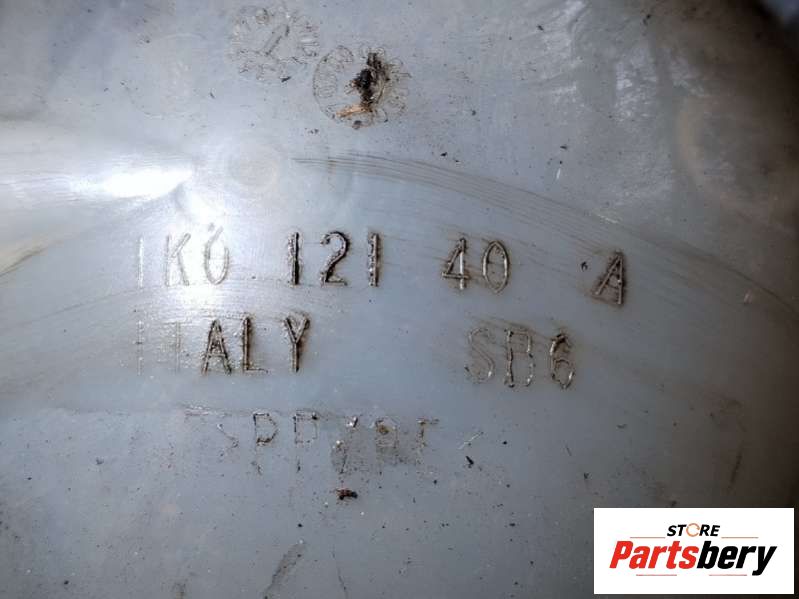 1K0 121 40 A
ITALY SB6
STORE
Partsbery